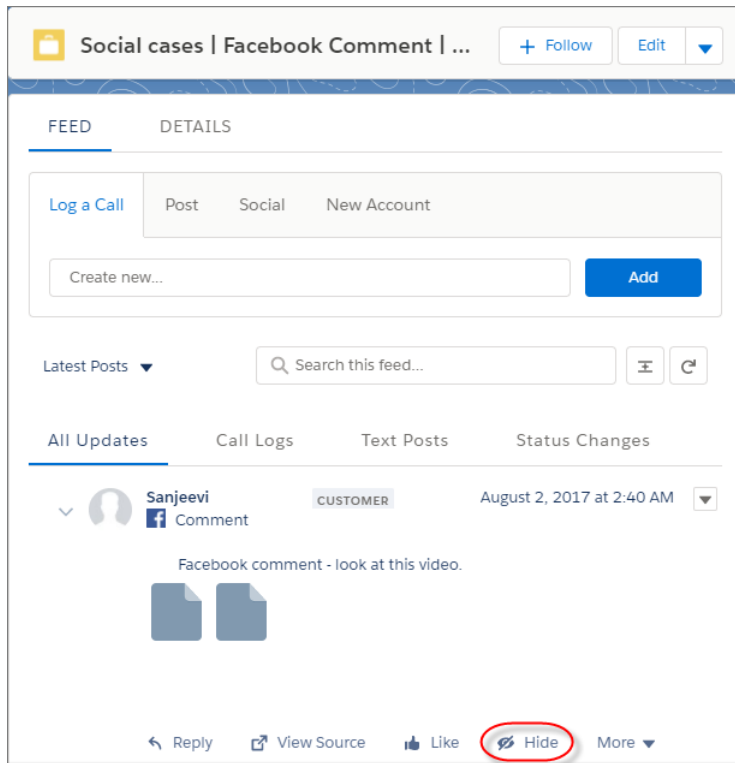 Social cases | Facebook Comment | ...
+ Follow
Edit
FEED
DETAILS
Log a Call
Post
Social
New Account
Create new...
Add
Latest Posts
Search this feed...
All Updates
Call Logs
Text Posts
Status Changes
Sanjeevi
CUSTOMER
August 2, 2017 at 2:40 AM
f Comment
Facebook comment - look at this video.
Reply
View Source
Like
Hide
More